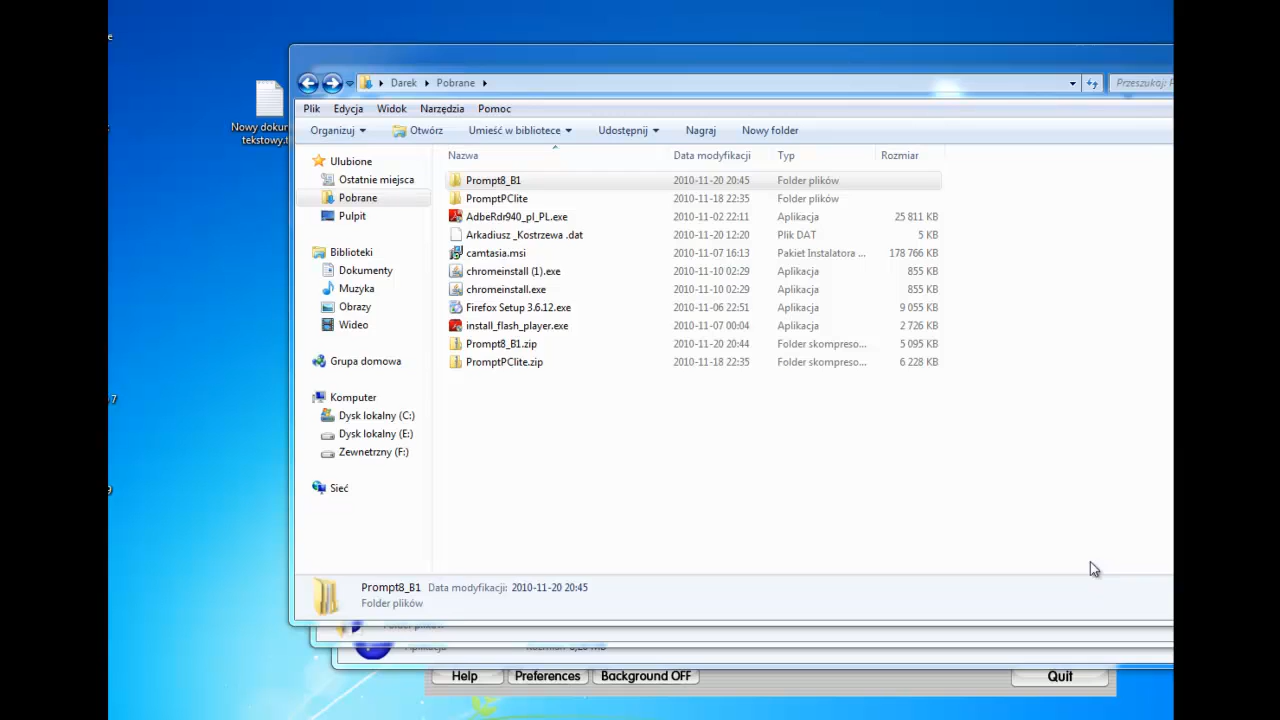 e
Nowy doku
tekstowy.t
7
9
Darek Pobrane
Przeszukaj: P
Plik Edycja Widok Narzędzia Pomoc
Organizuj Otwórz Umieść w bibliotece Udostępnij Nagraj Nowy folder
Nazwa Data modyfikacji Typ Rozmiar
Ulubione
Ostatnie miejsca
Pobrane
Pulpit
Biblioteki
Dokumenty
Muzyka
Obrazy
Wideo
Grupa domowa
Komputer
Dysk lokalny (C:)
Dysk lokalny (E:)
Zewnetrzny (F:)
Sieć
Prompt8_B1 2010-11-20 20:45 Folder plików
PromptPClite 2010-11-18 22:35 Folder plików
AdbeRdr940_pl_PL.exe 2010-11-02 22:11 Aplikacja 25 811 KB
Arkadiusz _Kostrzewa .dat 2010-11-20 12:20 Plik DAT 5 KB
camtasia.msi 2010-11-07 16:13 Pakiet Instalatora ... 178 766 KB
chromeinstall (1).exe 2010-11-10 02:29 Aplikacja 855 KB
chromeinstall.exe 2010-11-10 02:29 Aplikacja 855 KB
Firefox Setup 3.6.12.exe 2010-11-06 22:51 Aplikacja 9 055 KB
install_flash_player.exe 2010-11-07 00:04 Aplikacja 2 726 KB
Prompt8_B1.zip 2010-11-20 20:44 Folder skompreso... 5 095 KB
PromptPClite.zip 2010-11-18 22:35 Folder skompreso... 6 228 KB
Prompt8_B1 Data modyfikacji: 2010-11-20 20:45
Folder plików
Folder plików
Aplikacja
Help Preferences Background OFF Quit